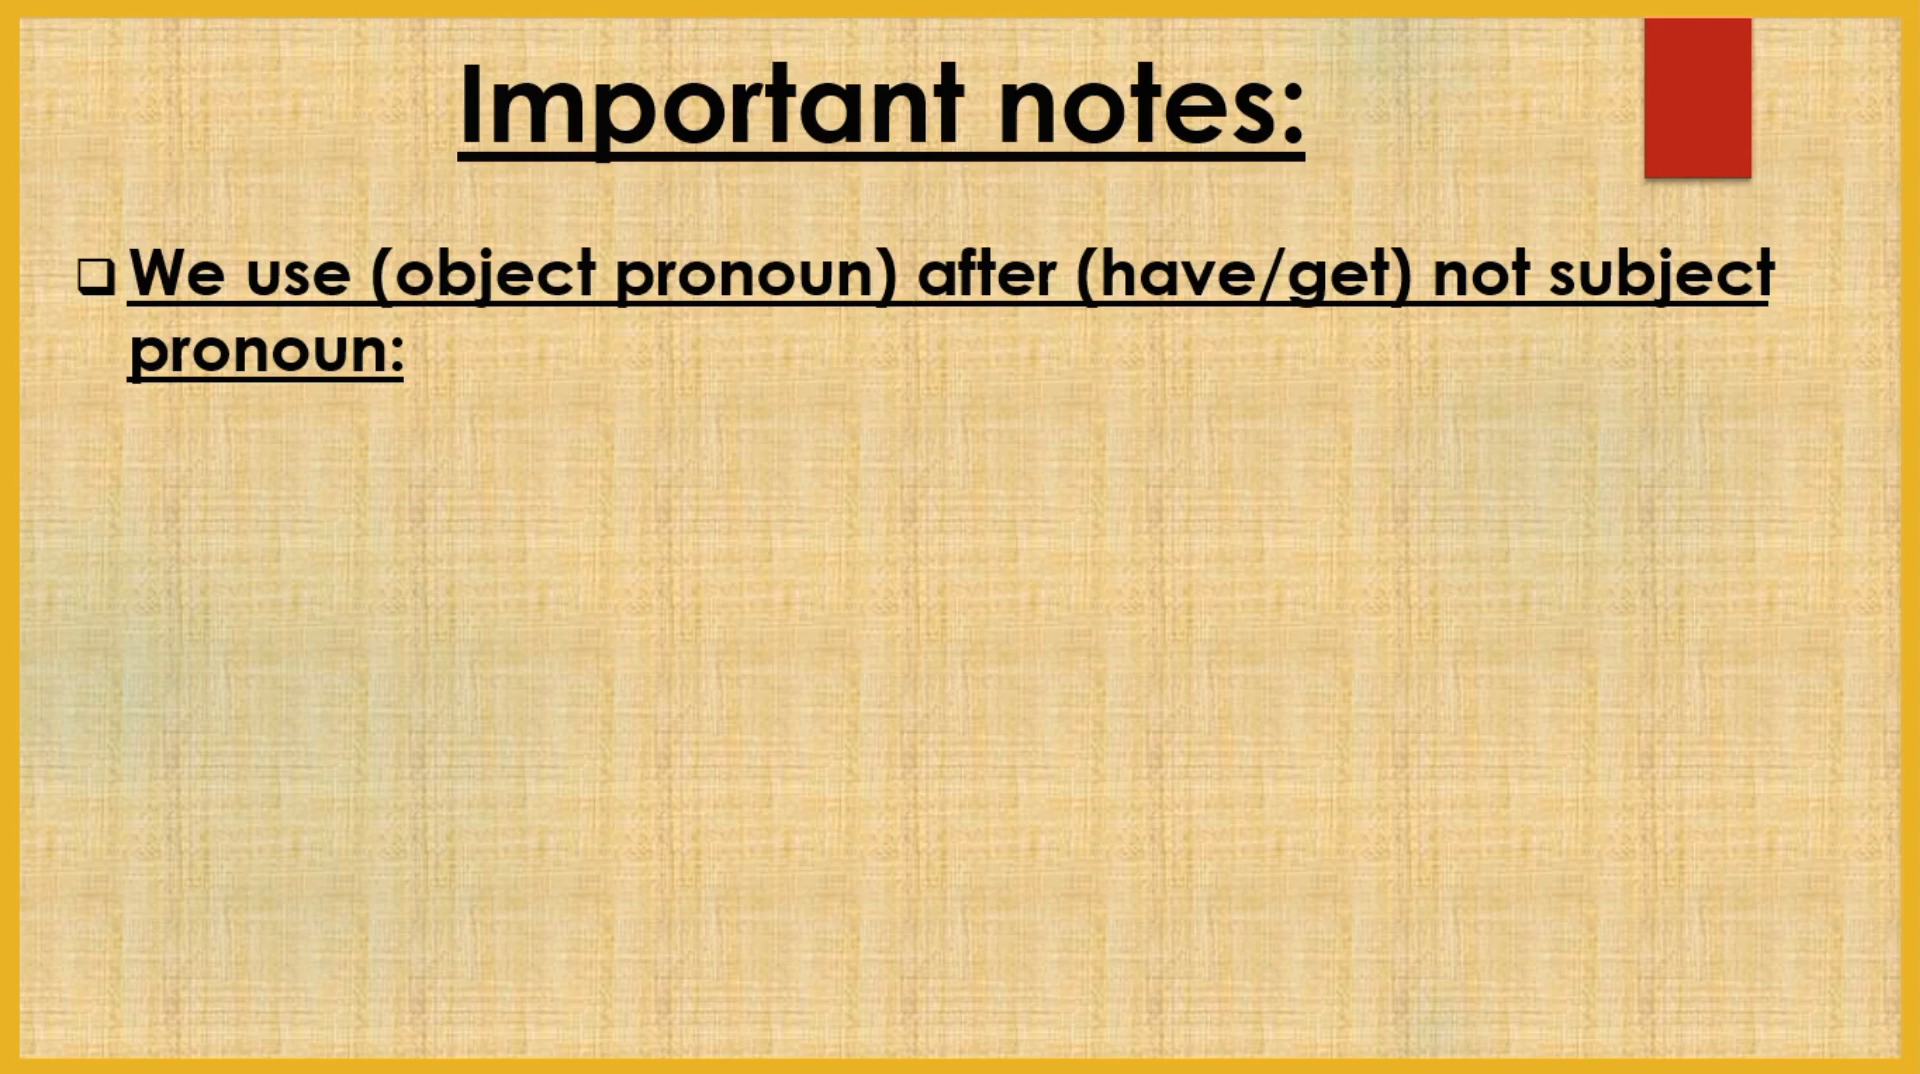 Important notes:
We use (object pronoun) after (have/get) not subject
pronoun: